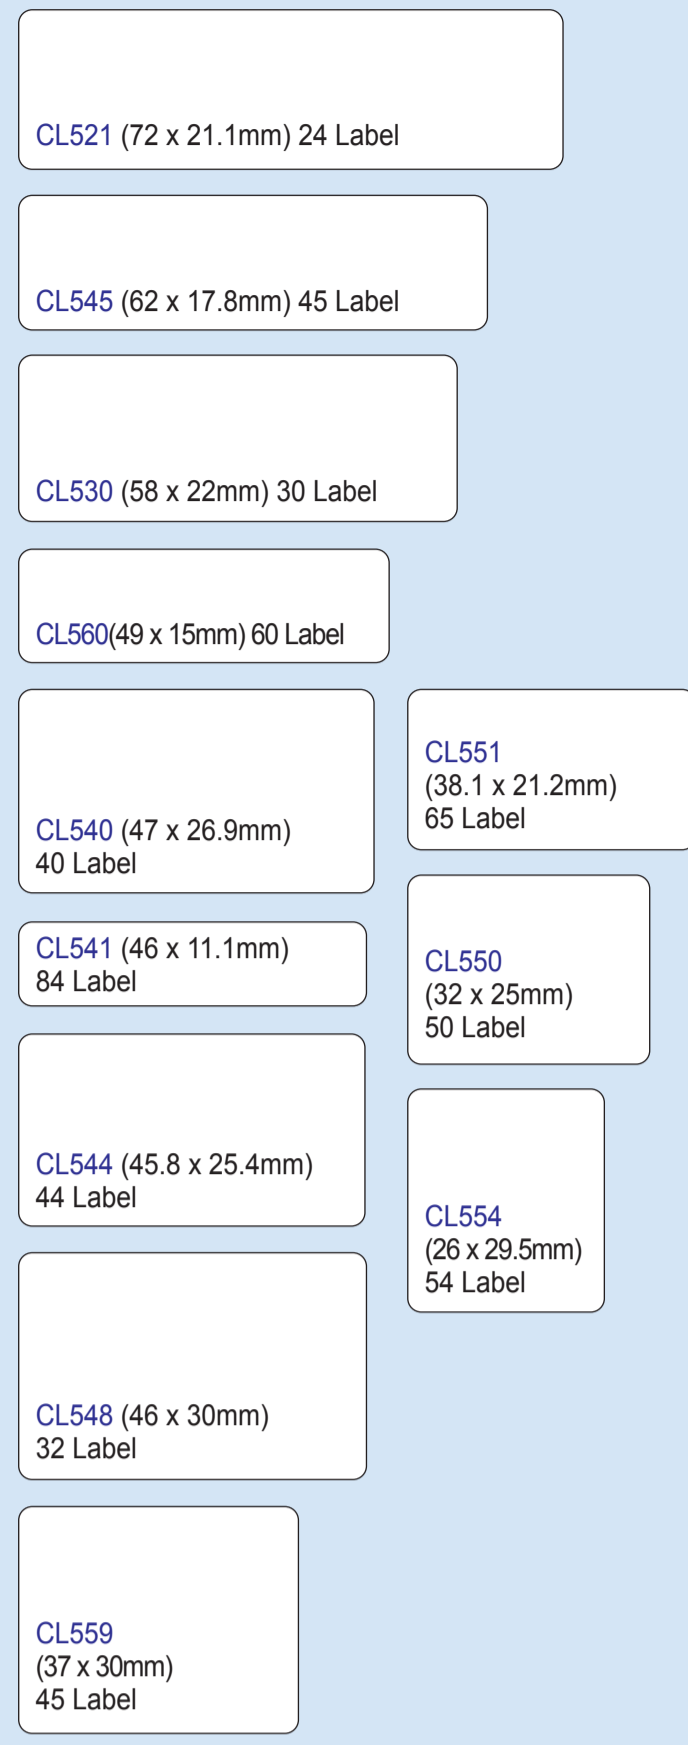 CL521 (72 x 21.1mm) 24 Label
CL545 (62 x 17.8mm) 45 Label
CL530 (58 x 22mm) 30 Label
CL560(49 x 15mm) 60 Label
CL540 (47 x 26.9mm)
40 Label
CL541 (46 x 11.1mm)
84 Label
CL544 (45.8 x 25.4mm)
44 Label
CL548 (46 x 30mm)
32 Label
CL559
(37 x 30mm)
45 Label
CL551
(38.1 x 21.2mm)
65 Label
CL550
(32 x 25mm)
50 Label
CL554
(26 x 29.5mm)
54 Label